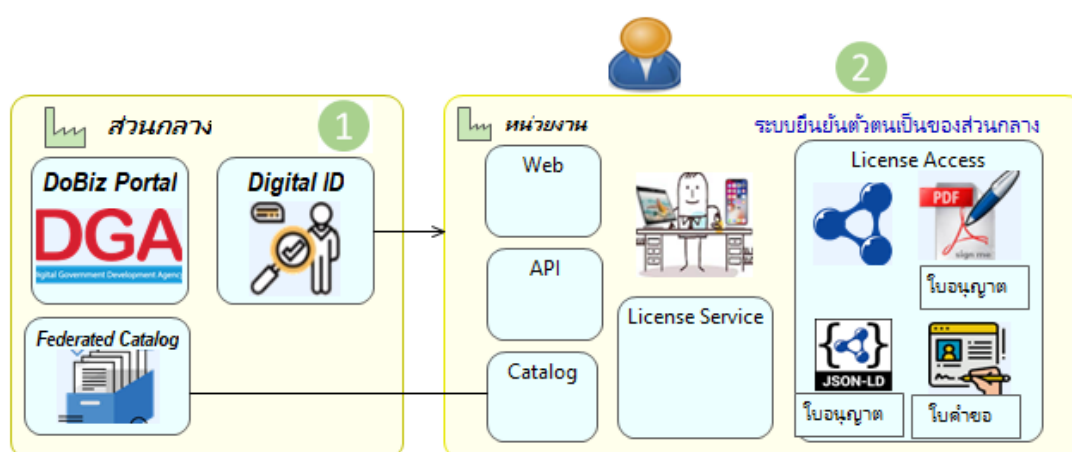 2
1
ส่วนกลาง
DoBiz Portal
DGA
Digital Government Development Agency
Digital ID
Federated Catalog
หน่วยงาน
ระบบยืนยันตัวตนเป็นของส่วนกลาง
Web
API
Catalog
License Service
License Access
PDF
sign me
ใบอนุญาต
JSON-LD
ใบอนุญาต
ใบคำขอ